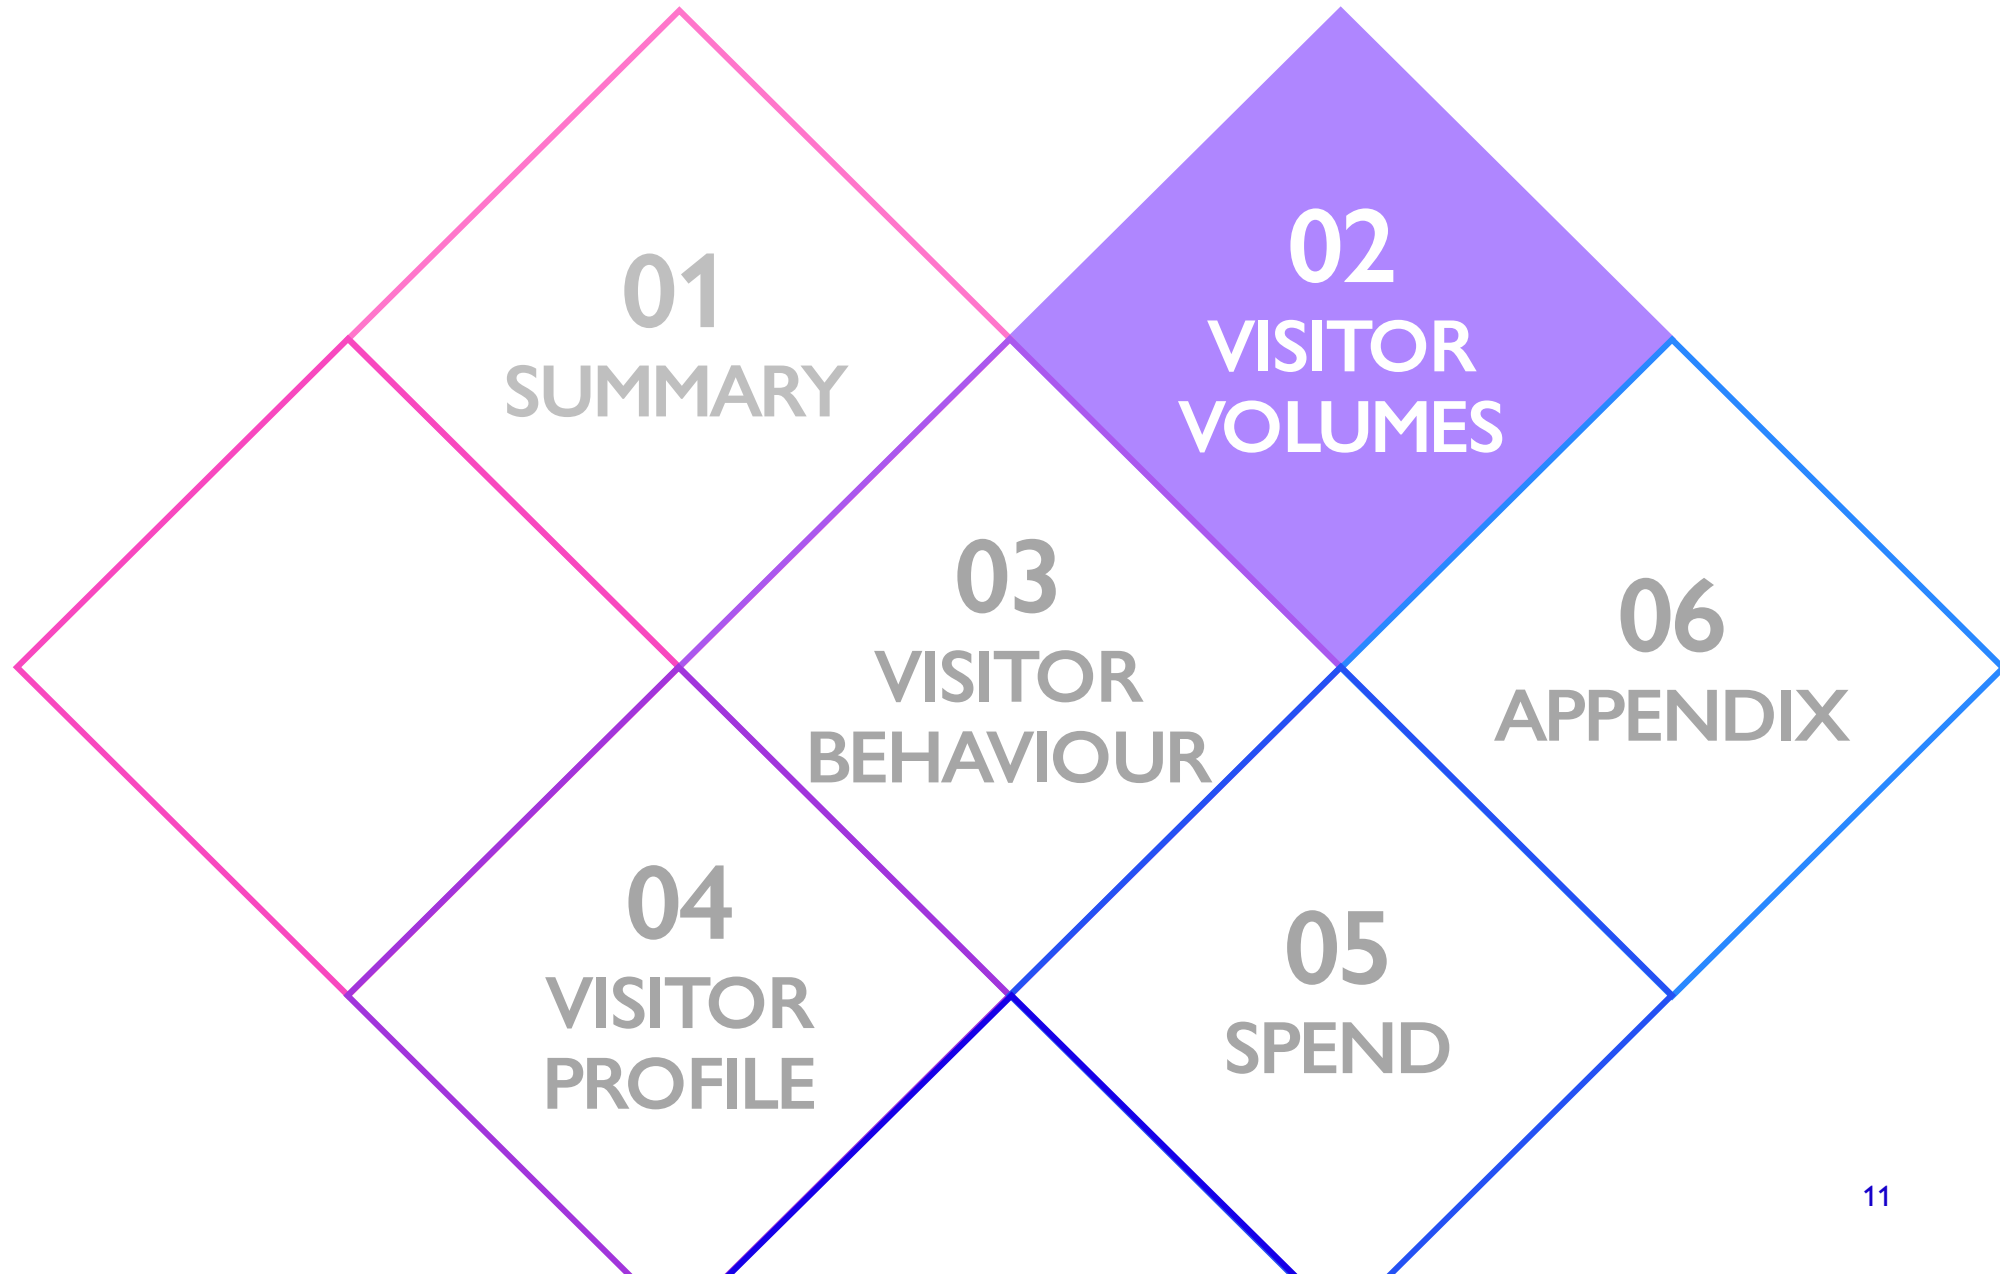 01
SUMMARY
02
VISITOR
VOLUMES
03
VISITOR
BEHAVIOUR
04
VISITOR
PROFILE
05
SPEND
06
APPENDIX
11